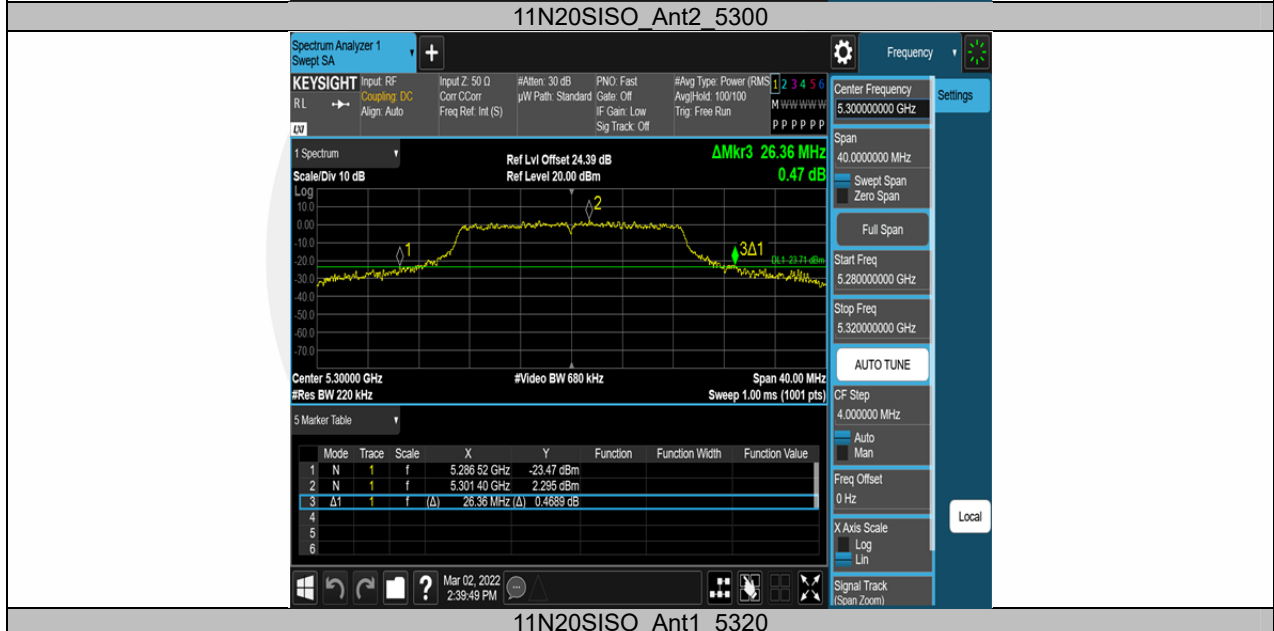 11N20SISO_Ant2_5300
Spectrum Analyzer 1
Swept SA
+
Frequency
KEYSIGHT
RL
LXI
Input: RF
Coupling: DC
Align: Auto
Input Z: 50 Ω
Corr CCorr
Freq Ref: Int (S)
#Atten: 30 dB
µW Path: Standard
PNO: Fast
Gate: Off
IF Gain: Low
Sig Track: Off
#Avg Type: Power (RMS
Avg|Hold: 100/100
Trig: Free Run
1 2 3 4 5 6
M W W W W W
P P P P P P
1 Spectrum
Scale/Div 10 dB
Ref Lvl Offset 24.39 dB
Ref Level 20.00 dBm
ΔMkr3 26.36 MHz
0.47 dB
Log
10.0
0.00
-10.0
-20.0
-30.0
-40.0
-50.0
-60.0
-70.0
1
2
3Δ1
DL1 -23.71 dBm
Center 5.30000 GHz
#Res BW 220 kHz
#Video BW 680 kHz
Span 40.00 MHz
Sweep 1.00 ms (1001 pts)
5 Marker Table
Mode Trace Scale X Y Function Function Width Function Value
1 N 1 f 5.286 52 GHz -23.47 dBm
2 N 1 f 5.301 40 GHz 2.295 dBm
3 Δ1 1 f (Δ) 26.36 MHz (Δ) 0.4689 dB
4
5
6
?
Mar 02, 2022
2:39:49 PM
Center Frequency
5.300000000 GHz
Settings
Span
40.0000000 MHz
Swept Span
Zero Span
Full Span
Start Freq
5.280000000 GHz
Stop Freq
5.320000000 GHz
AUTO TUNE
CF Step
4.000000 MHz
Auto
Man
Freq Offset
0 Hz
X Axis Scale
Log
Lin
Local
Signal Track
(Span Zoom)
11N20SISO_Ant1_5320